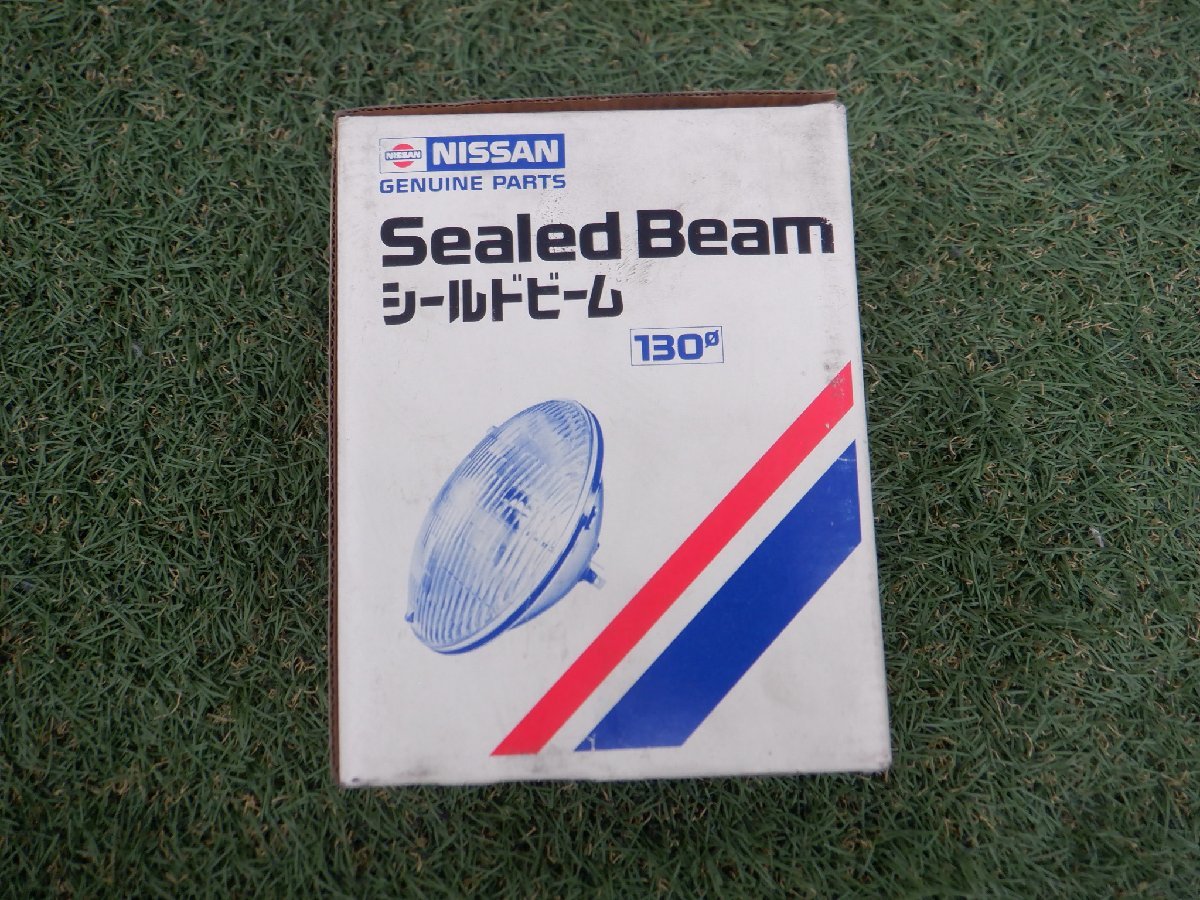 NISSAN NISSAN
GENUINE PARTS
Sealed Beam
シールドビーム
130ø